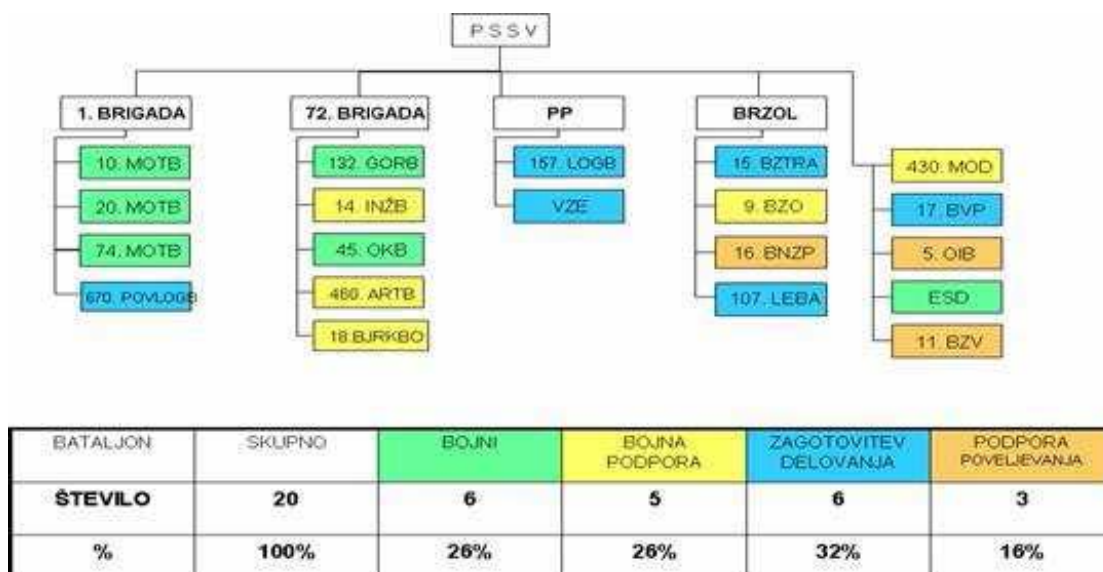 P S S V
1. BRIGADA
72. BRIGADA
PP
BRZOL
10. MOTB
20. MOTB
74. MOTB
670. POVLOGB
132. GORB
14. INŽB
45. OKB
460. ARTB
18.BJRKBO
157. LOGB
VZE
15. BZTRA
9. BZO
16. BNZP
107. LEBA
430. MOD
17. BVP
5. OIB
ESD
11. BZV
BATALJON SKUPNO BOJNI BOJNA PODPORA ZAGOTOVITEV DELOVANJA PODPORA POVELJEVANJA
ŠTEVILO 20 6 5 6 3
% 100% 26% 26% 32% 16%